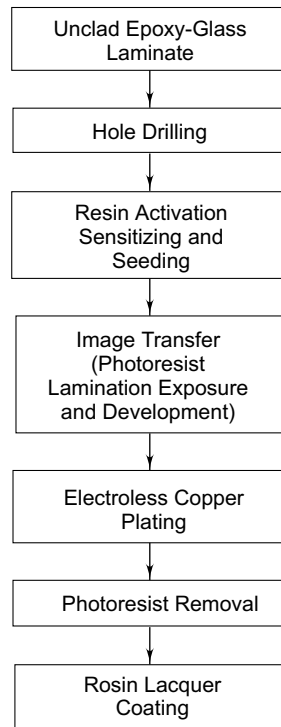 Unclad Epoxy-Glass
Laminate
Hole Drilling
Resin Activation
Sensitizing and
Seeding
Image Transfer
(Photoresist
Lamination Exposure
and Development)
Electroless Copper
Plating
Photoresist Removal
Rosin Lacquer
Coating